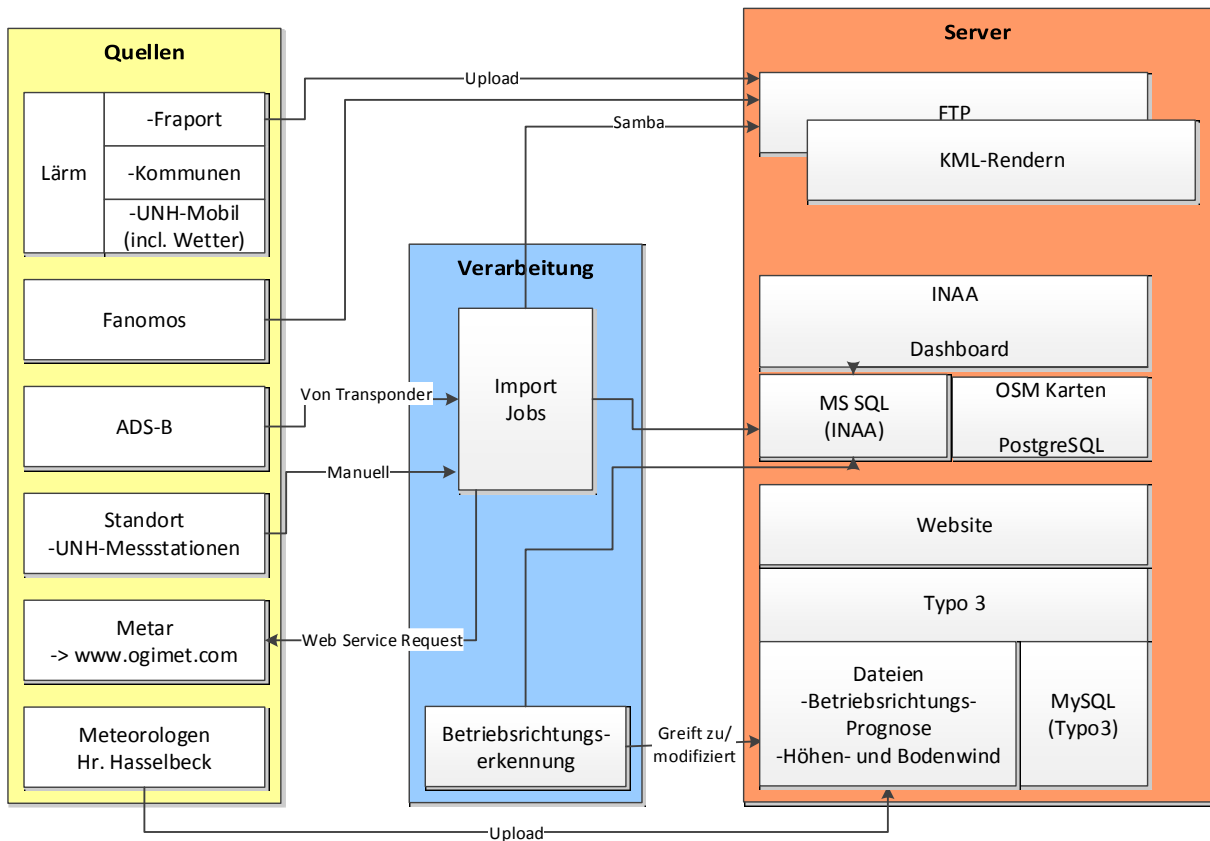 Quellen
Lärm
-Fraport
-Kommunen
-UNH-Mobil
(incl. Wetter)
Fanomos
ADS-B
Standort
-UNH-Messstationen
Metar
-> www.ogimet.com
Meteorologen
Hr. Hasselbeck
Upload
Samba
Von Transponder
Manuell
Web Service Request
Verarbeitung
Import
Jobs
Betriebsrichtungs-
erkennung
Greift zu/
modifiziert
Upload
Server
FTP
KML-Rendern
INAA
Dashboard
MS SQL
(INAA)
OSM Karten
PostgreSQL
Website
Typo 3
Dateien
-Betriebsrichtungs-
Prognose
-Höhen- und Bodenwind
MySQL
(Typo3)